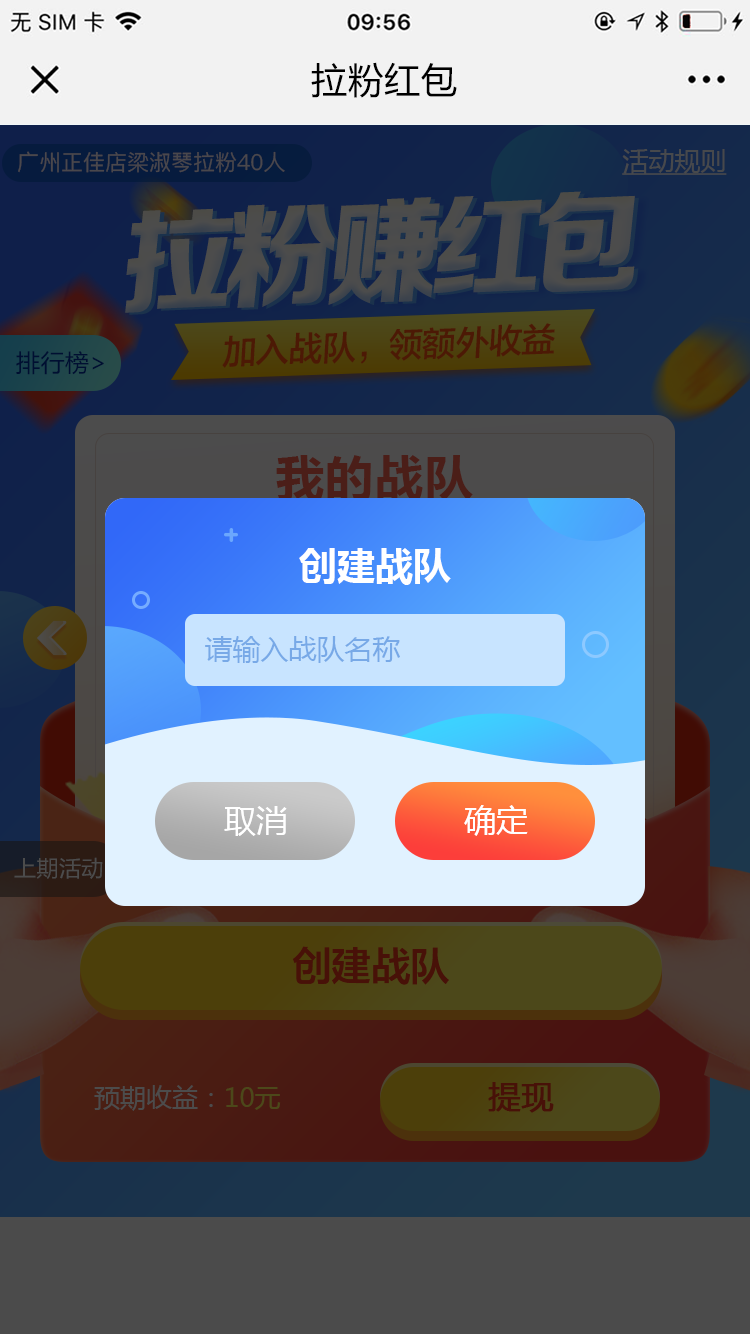 无 SIM 卡
09:56
拉粉红包
广州正佳店梁淑琴拉粉40人
活动规则
拉粉赚红包
加入战队，领额外收益
排行榜>
我的战队
创建战队
请输入战队名称
取消
确定
上期活动
创建战队
预期收益：10元
提现